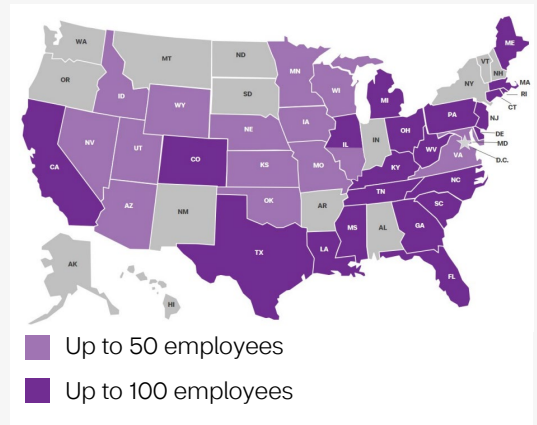 WA
MT
ND
ME
VT
NH
OR
MN
ID
SD
WI
NY
MA
RI
CT
WY
MI
PA
NJ
NE
IA
OH
DE
MD
NV
UT
IL
IN
WV
VA
D.C.
CO
KS
MO
KY
CA
NC
TN
AZ
NM
OK
AR
SC
MS
AL
GA
TX
LA
AK
HI
FL
Up to 50 employees
Up to 100 employees